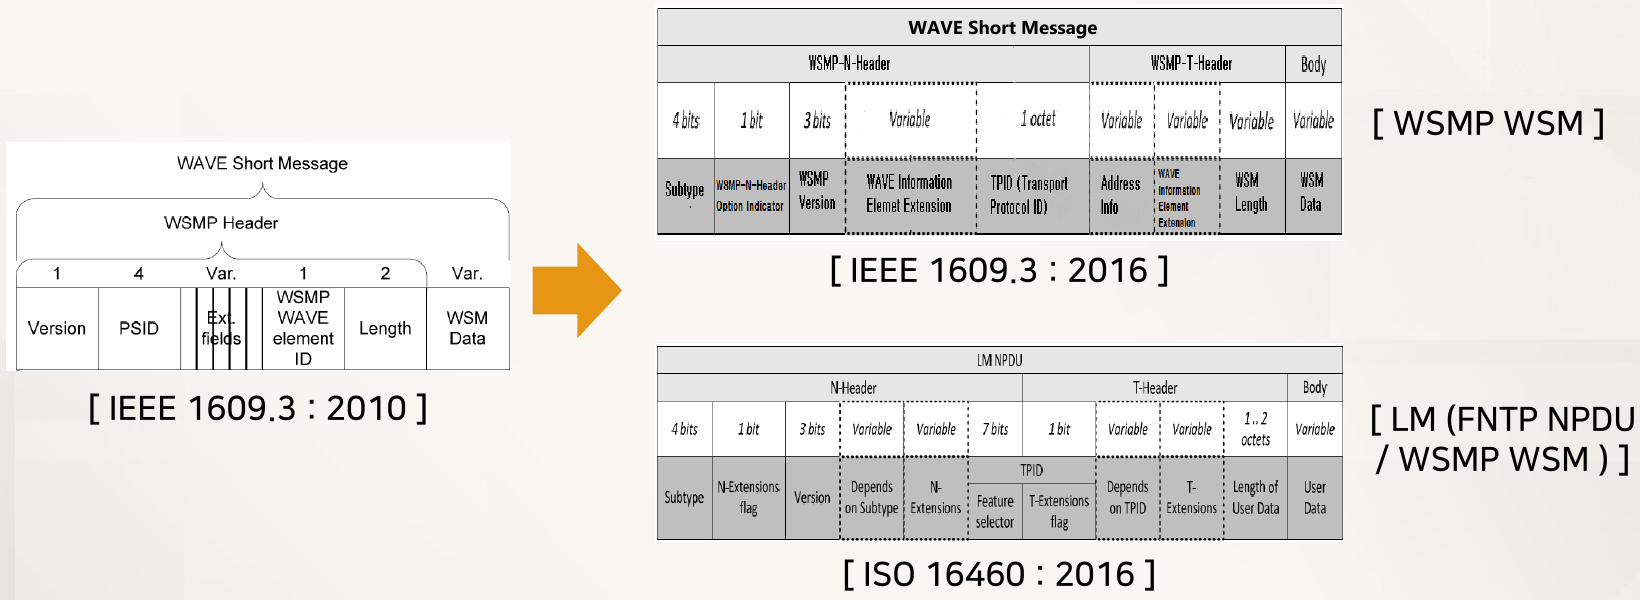 WAVE Short Message
WSMP Header
1 4 Var. 1 2 Var.
Version
PSID
Ext.
fields
WSMP
WAVE
element
ID
Length
WSM
Data
[ IEEE 1609.3 : 2010 ]
WAVE Short Message
WSMP-N-Header WSMP-T-Header Body
4 bits 1 bit 3 bits Variable 1 octet Variable Variable Variable Variable
Subtype
WSMP-N-Header
Option Indicator
WSMP
Version
WAVE Information
Elemet Extension
TPID (Transport
Protocol ID)
Address
Info
WAVE
Information
Element
Extension
WSM
Length
WSM
Data
[ WSMP WSM ]
[ IEEE 1609.3 : 2016 ]
LM NPDU
N-Header T-Header Body
4 bits 1 bit 3 bits Variable Variable 7 bits 1 bit Variable Variable 1 .. 2 octets Variable
Subtype
N-Extensions
flag
Version
Depends
on Subtype
N-
Extensions
TPID
Feature
selector
T-Extensions
flag
Depends
on TPID
T-
Extensions
Length of
User Data
User
Data
[ LM (FNTP NPDU
/ WSMP WSM ) ]
[ ISO 16460 : 2016 ]